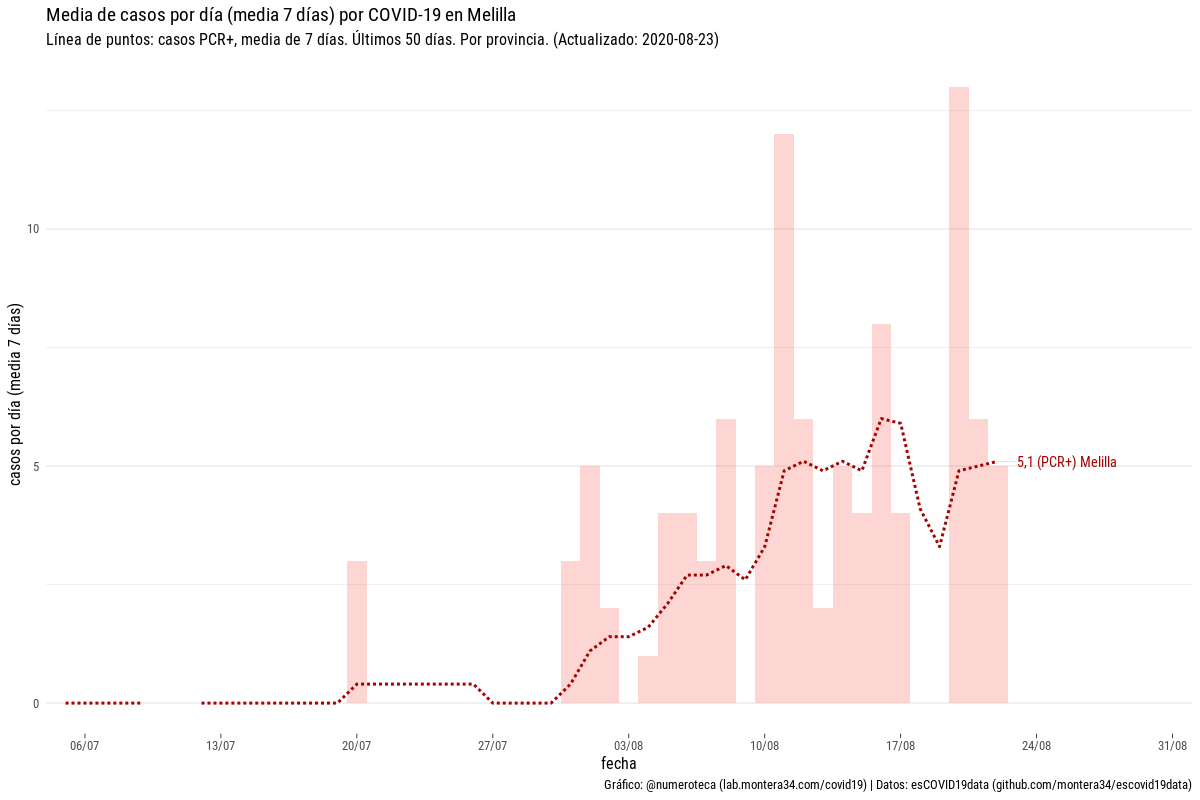 Media de casos por día (media 7 días) por COVID-19 en Melilla
Línea de puntos: casos PCR+, media de 7 días. Últimos 50 días. Por provincia. (Actualizado: 2020-08-23)
casos por día (media 7 días)
10
5
0
5,1 (PCR+) Melilla
06/07
13/07
20/07
27/07
03/08
10/08
17/08
24/08
31/08
fecha
Gráfico: @numeroteca (lab.montera34.com/covid19) | Datos: esCOVID19data (github.com/montera34/escovid19data)